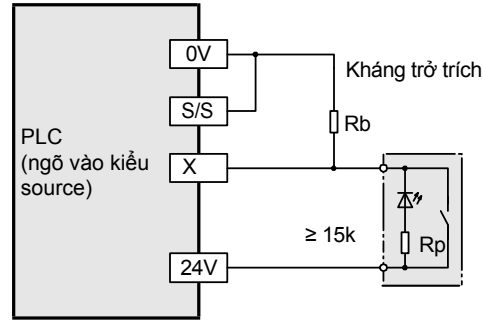 0V
Kháng trở trích
S/S
Rb
PLC
(ngõ vào kiểu
source)
X
≥ 15k
Rp
24V